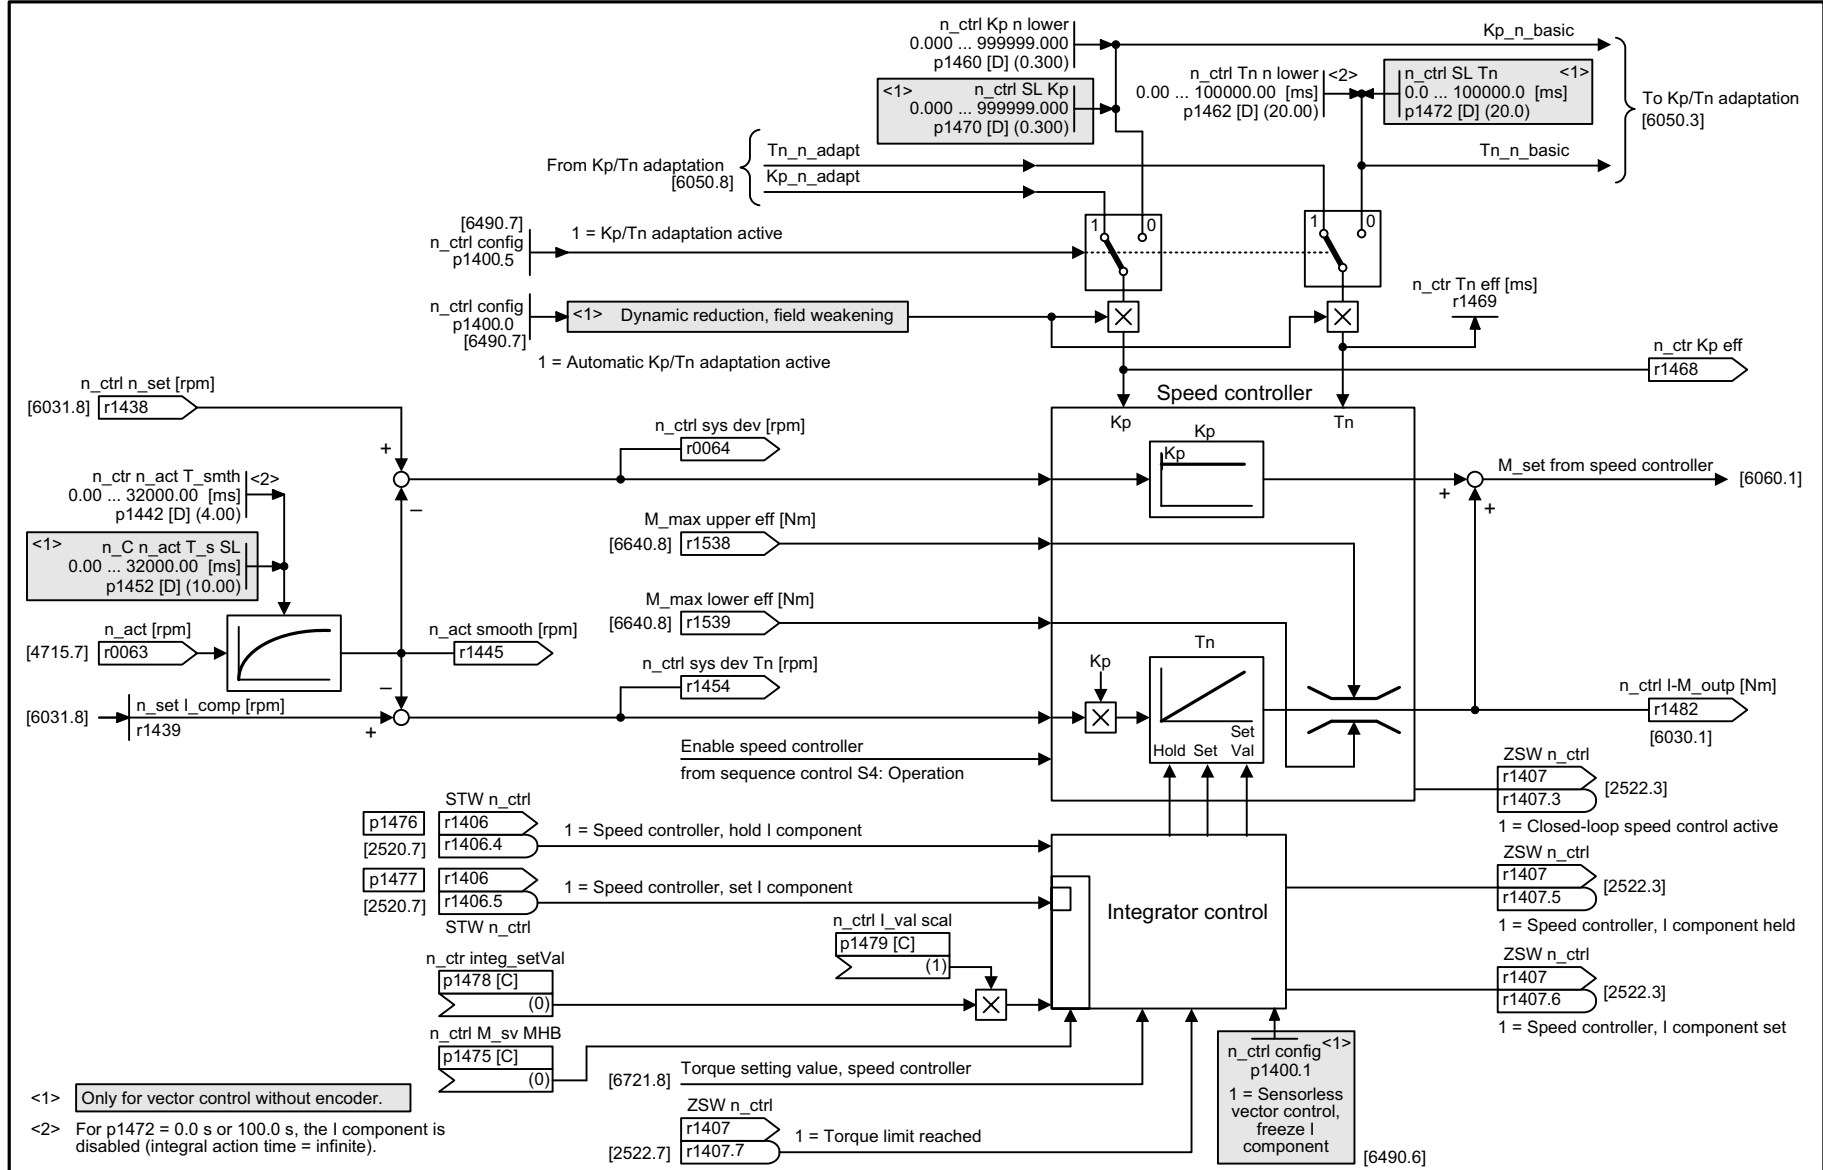 n_ctrl Kp n lower
0.000 ... 999999.000
p1460 [D] (0.300)
Kp_n_basic
<1> n_ctrl SL Kp
0.000 ... 999999.000
p1470 [D] (0.300)
n_ctrl Tn n lower <2>
0.00 ... 100000.00 [ms]
p1462 [D] (20.00)
n_ctrl SL Tn <1>
0.0 ... 100000.0 [ms]
p1472 [D] (20.0)
To Kp/Tn adaptation
[6050.3]
Tn_n_basic
From Kp/Tn adaptation
[6050.8]
Tn_n_adapt
Kp_n_adapt
[6490.7]
n_ctrl config
p1400.5
1 = Kp/Tn adaptation active
1 0
1 0
n_ctrl config
p1400.0
[6490.7]
<1> Dynamic reduction, field weakening
1 = Automatic Kp/Tn adaptation active
n_ctr Tn eff [ms]
r1469
n_ctr Kp eff
r1468
n_ctrl n_set [rpm]
[6031.8] r1438
+
−
n_ctrl sys dev [rpm]
r0064
Speed controller
Kp
Tn
Kp
Kp
M_set from speed controller
[6060.1]
+
+
n_ctr n_act T_smth <2>
0.00 ... 32000.00 [ms]
p1442 [D] (4.00)
<1> n_C n_act T_s SL
0.00 ... 32000.00 [ms]
p1452 [D] (10.00)
M_max upper eff [Nm]
[6640.8] r1538
M_max lower eff [Nm]
[6640.8] r1539
n_act [rpm]
[4715.7] r0063
n_act smooth [rpm]
r1445
n_ctrl sys dev Tn [rpm]
r1454
−
+
[6031.8] n_set I_comp [rpm]
r1439
Kp
Tn
Hold Set Set Val
n_ctrl I-M_outp [Nm]
r1482
[6030.1]
Enable speed controller
from sequence control S4: Operation
ZSW n_ctrl
r1407
r1407.3
[2522.3]
1 = Closed-loop speed control active
STW n_ctrl
p1476 r1406
[2520.7] r1406.4
1 = Speed controller, hold I component
p1477 r1406
[2520.7] r1406.5
STW n_ctrl
1 = Speed controller, set I component
Integrator control
ZSW n_ctrl
r1407
r1407.5
[2522.3]
1 = Speed controller, I component held
n_ctrl I_val scal
p1479 [C]
(1)
n_ctr integ_setVal
p1478 [C]
(0)
ZSW n_ctrl
r1407
r1407.6
[2522.3]
1 = Speed controller, I component set
n_ctrl M_sv MHB
p1475 [C]
(0)
[6721.8] Torque setting value, speed controller
n_ctrl config <1>
p1400.1
1 = Sensorless
vector control,
freeze I
component
[6490.6]
ZSW n_ctrl
r1407
[2522.7] r1407.7
1 = Torque limit reached
<1> Only for vector control without encoder.
<2> For p1472 = 0.0 s or 100.0 s, the I component is
disabled (integral action time = infinite).